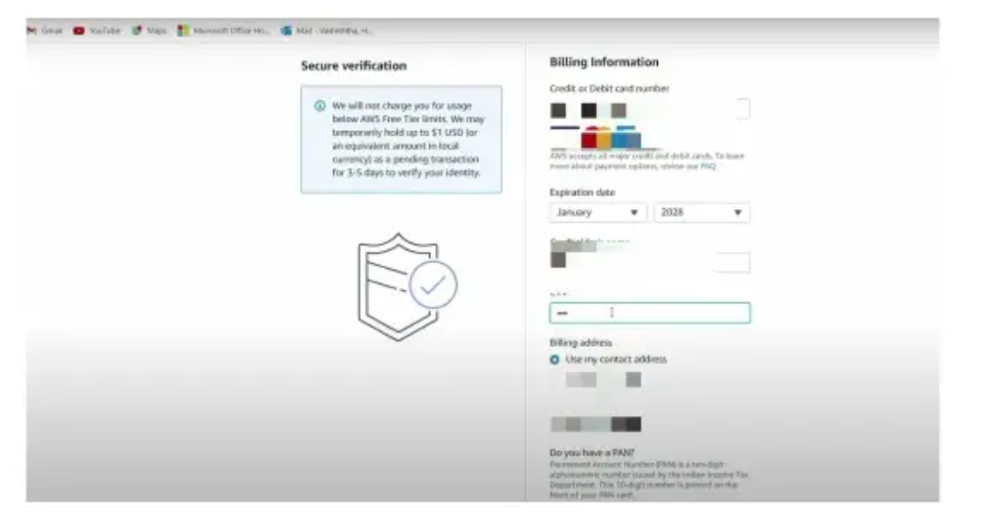 Gmail YouTube Maps Microsoft Office Ho... Mail - Vashishtha, H...
Secure verification
We will not charge you for usage
below AWS Free Tier limits. We may
temporarily hold up to $1 USD (or
an equivalent amount in local
currency) as a pending transaction
for 3-5 days to verify your identity.
Billing Information
Credit or Debit card number
AWS accepts all major credit and debit cards. To learn
more about payment options, review our FAQ
Expiration date
January 2028
Billing address
Use my contact address
Do you have a PAN?
Permanent Account Number (PAN) is a ten-digit
alphanumeric number issued by the Indian Income Tax
Department. This 10-digit number is printed on the
front of your PAN card.